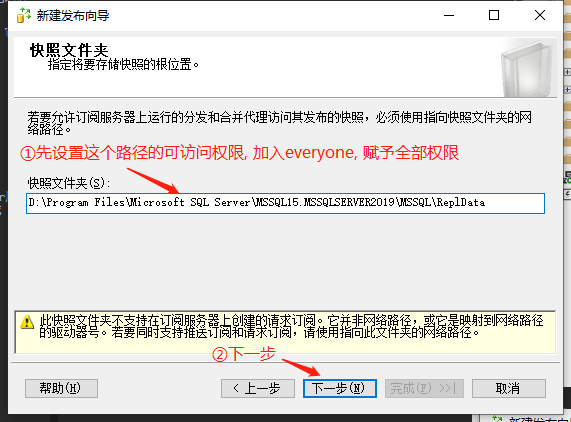 新建发布向导
快照文件夹
指定将要存储快照的根位置。
若要允许订阅服务器上运行的分发和合并代理访问其发布的快照，必须使用指向快照文件夹的网
络路径。
①先设置这个路径的可访问权限, 加入everyone, 赋予全部权限
快照文件夹(S):
D:\Program Files\Microsoft SQL Server\MSSQL15.MSSQLSERVER2019\MSSQL\ReplData
此快照文件夹不支持在订阅服务器上创建的请求订阅。它并非网络路径，或它是映射到网络路径
的驱动器号。若要同时支持推送订阅和请求订阅，请使用指向此文件夹的网络路径。
②下一步
帮助(H)
< 上一步
下一步(N)
完成(F) >>|
取消
新建发布向导